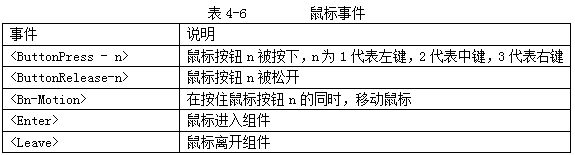 表 4-6 鼠标事件
事件 说明
<ButtonPress - n> 鼠标按钮 n 被按下，n 为 1 代表左键，2 代表中键，3 代表右键
<ButtonRelease-n> 鼠标按钮 n 被松开
<Bn-Motion> 在按住鼠标按钮 n 的同时，移动鼠标
<Enter> 鼠标进入组件
<Leave> 鼠标离开组件